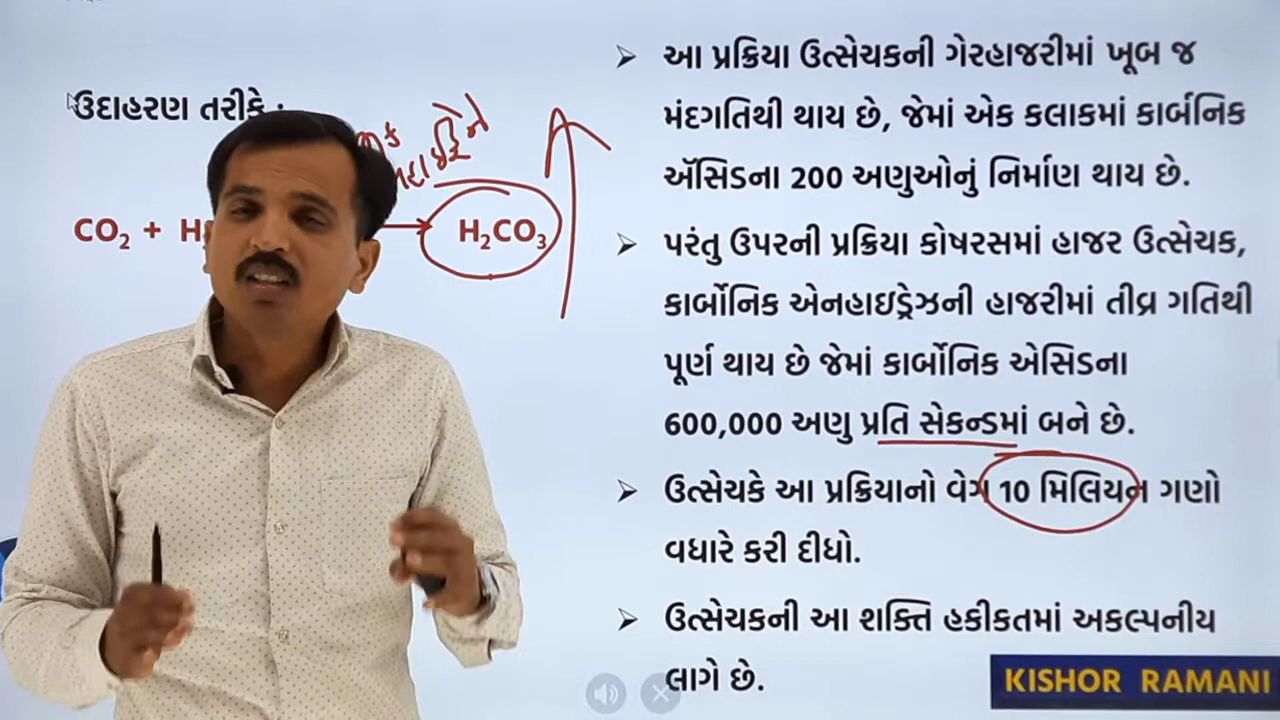 ઉદાહરણ તરીકે :
CO₂ + H
H₂CO₃
➢ આ પ્રક્રિયા ઉત્સેચકની ગેરહાજરીમાં ખૂબ જ
મંદગતિથી થાય છે, જેમાં એક કલાકમાં કાર્બનિક
ઍસિડના 200 અણુઓનું નિર્માણ થાય છે.
➢ પરંતુ ઉપરની પ્રક્રિયા કોષરસમાં હાજર ઉત્સેચક,
કાર્બોનિક એનહાઇડ્રેઝની હાજરીમાં તીવ્ર ગતિથી
પૂર્ણ થાય છે જેમાં કાર્બોનિક એસિડના
600,000 અણુ પ્રતિ સેકન્ડમાં બને છે.
➢ ઉત્સેચકે આ પ્રક્રિયાનો વેગ 10 મિલિયન ગણો
વધારે કરી દીધો.
➢ ઉત્સેચકની આ શક્તિ હકીકતમાં અકલ્પનીય
લાગે છે.
KISHOR RAMANI